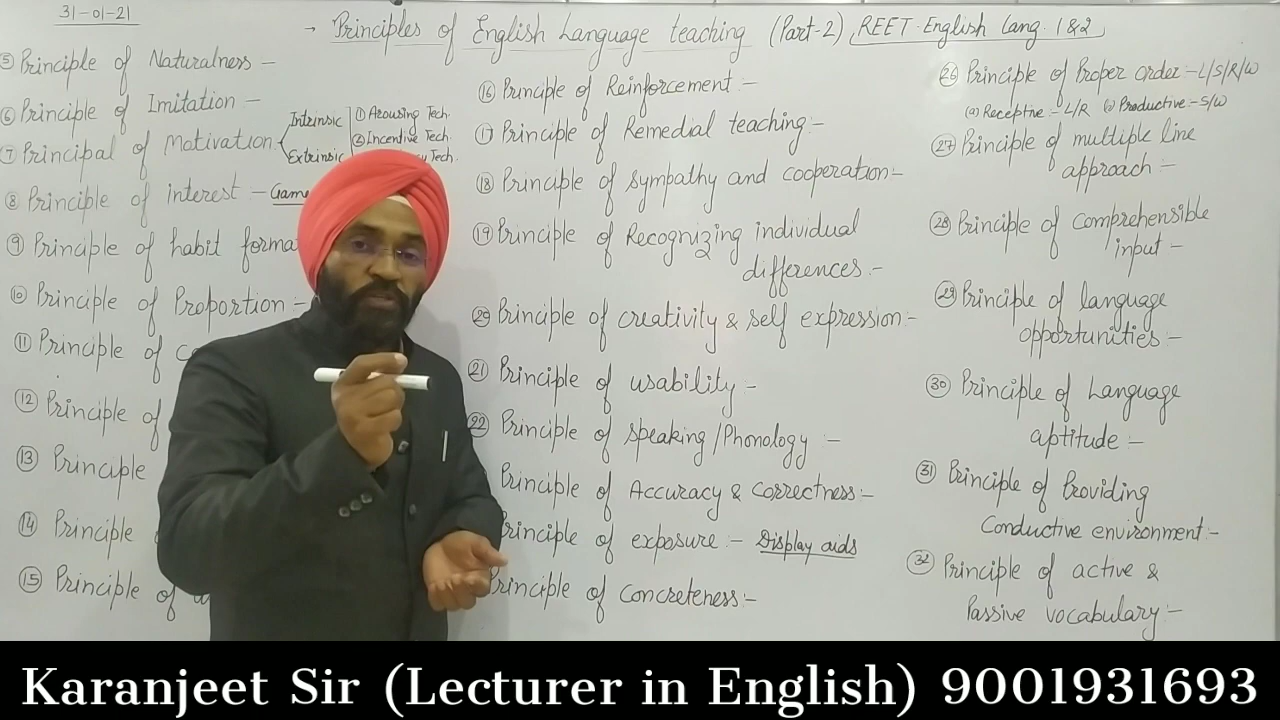 31-01-21
→ Principles of English Language teaching (Part-2) REET-English Lang. 1 & 2
⑤ Principle of Naturalness —
⑥ Principle of Imitation —
⑦ Principal of Motivation
Intrinsic
Extrinsic
① Arousing Tech.
② Incentive Tech.
Tech.
⑧ Principle of interest — Game
⑨ Principle of habit forma
⑩ Principle of Proportion :-
⑪ Principle of
⑫ Principle of
⑬ Principle
⑭ Principle
⑮ Principle of
⑯ Principle of Reinforcement :-
⑰ Principle of Remedial teaching :-
⑱ Principle of sympathy and cooperation :-
⑲ Principle of Recognizing individual
differences :-
⑳ Principle of creativity & self expression :-
㉑ Principle of usability :-
㉒ Principle of speaking/Phonology :-
Principle of Accuracy & correctness :-
Principle of exposure :- Display aids
Principle of concreteness :-
㉖ Principle of Proper order :- L/S/R/W
(a) Receptive - L/R (b) Productive :- S/W
㉗ Principle of multiple line
approach :-
㉘ Principle of comprehensible
input —
㉙ Principle of language
opportunities —
㉚ Principle of Language
aptitude :-
㉛ Principle of Providing
Conductive environment :-
㉜ Principle of active &
Passive vocabulary :-
Karanjeet Sir (Lecturer in English) 9001931693